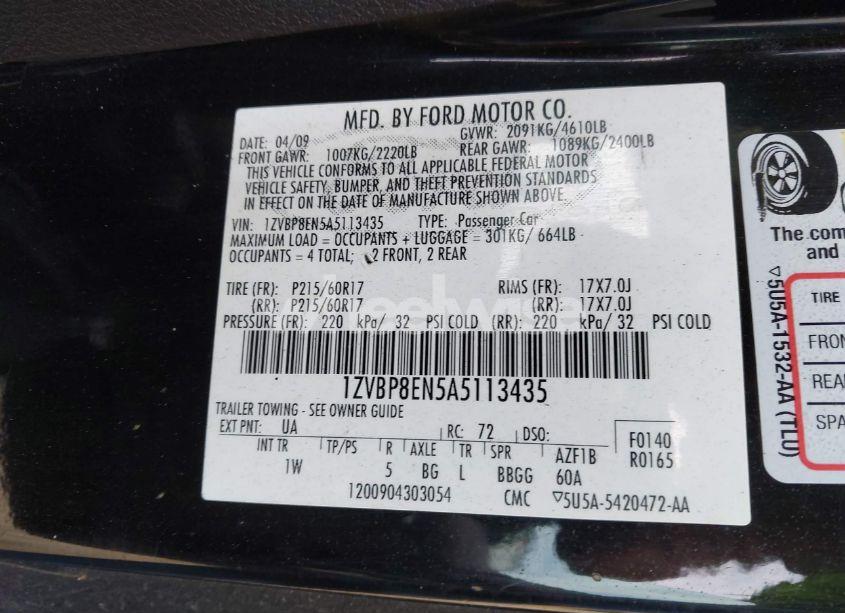 MFD. BY FORD MOTOR CO.
DATE: 04/09 GVWR: 2091KG/4610LB
FRONT GAWR: 1007KG/2220LB REAR GAWR: 1089KG/2400LB
THIS VEHICLE CONFORMS TO ALL APPLICABLE FEDERAL MOTOR
VEHICLE SAFETY, BUMPER, AND THEFT PREVENTION STANDARDS
IN EFFECT ON THE DATE OF MANUFACTURE SHOWN ABOVE.
VIN: 1ZVBP8EN5A5113435 TYPE: Passenger Car
MAXIMUM LOAD = OCCUPANTS + LUGGAGE = 301KG/ 664LB
OCCUPANTS = 4 TOTAL; 2 FRONT, 2 REAR
TIRE (FR): P215/60R17 RIMS (FR): 17X7.0J
(RR): P215/60R17 (RR): 17X7.0J
PRESSURE (FR): 220 kPa/ 32 PSI COLD (RR): 220 kPa/ 32 PSI COLD
1ZVBP8EN5A5113435
TRAILER TOWING - SEE OWNER GUIDE
EXT PNT: UA RC: 72 DSO: F0140
INT TR TP/PS R AXLE TR SPR AZF1B R0165
1W 5 BG L BBGG 60A
1200904303054 CMC ▽5U5A-5420472-AA
The com
and
▽5U5A-1532-AA (TLU)
TIRE
FRON
REA
SPA